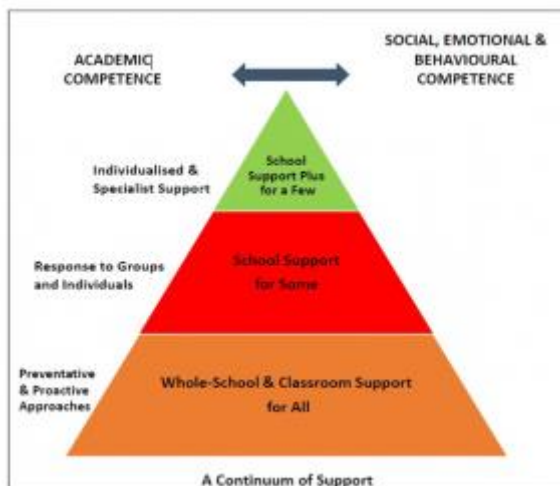 ACADEMIC
COMPETENCE
SOCIAL, EMOTIONAL &
BEHAVIOURAL
COMPETENCE
Individualised &
Specialist Support
School
Support Plus
for a Few
Response to Groups
and Individuals
School Support
for Some
Preventative
& Proactive
Approaches
Whole-School & Classroom Support
for All
A Continuum of Support